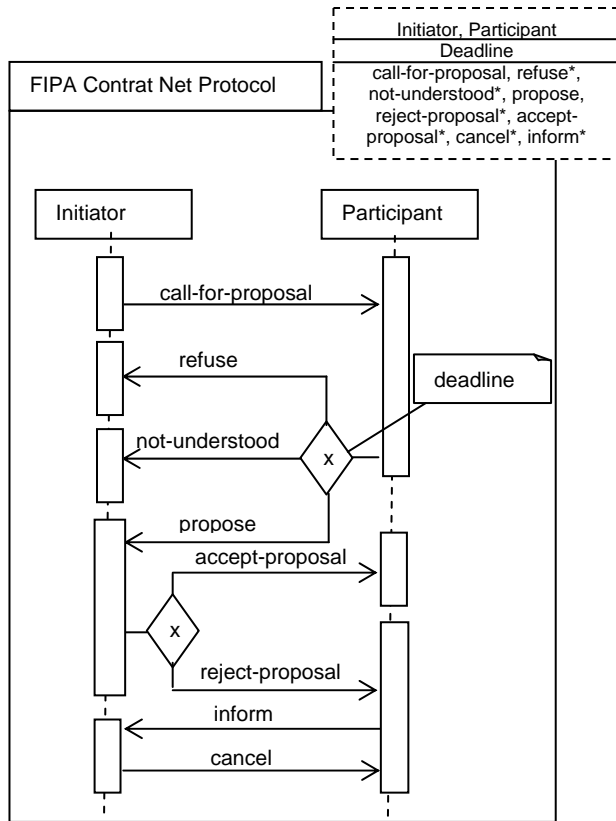 Initiator, Participant
Deadline
call-for-proposal, refuse*,
not-understood*, propose,
reject-proposal*, accept-
proposal*, cancel*, inform*
FIPA Contrat Net Protocol
Initiator
Participant
call-for-proposal
refuse
deadline
not-understood
x
propose
accept-proposal
x
reject-proposal
inform
cancel